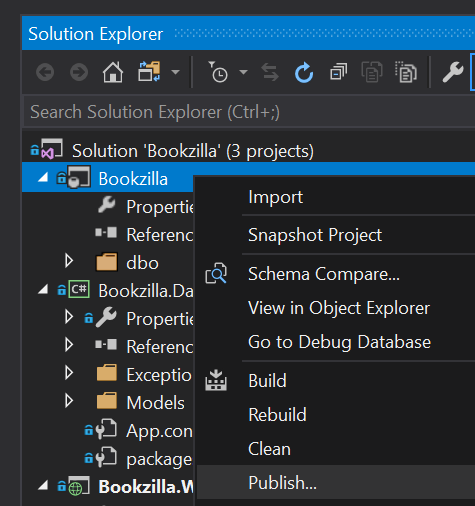 Solution Explorer
Search Solution Explorer (Ctrl+;)
Solution 'Bookzilla' (3 projects)
Bookzilla
Propertie
Referenc
dbo
C# Bookzilla.Da
Propertie
Referenc
Exceptio
Models
App.con
package
Bookzilla.W
Import
Snapshot Project
Schema Compare...
View in Object Explorer
Go to Debug Database
Build
Rebuild
Clean
Publish...